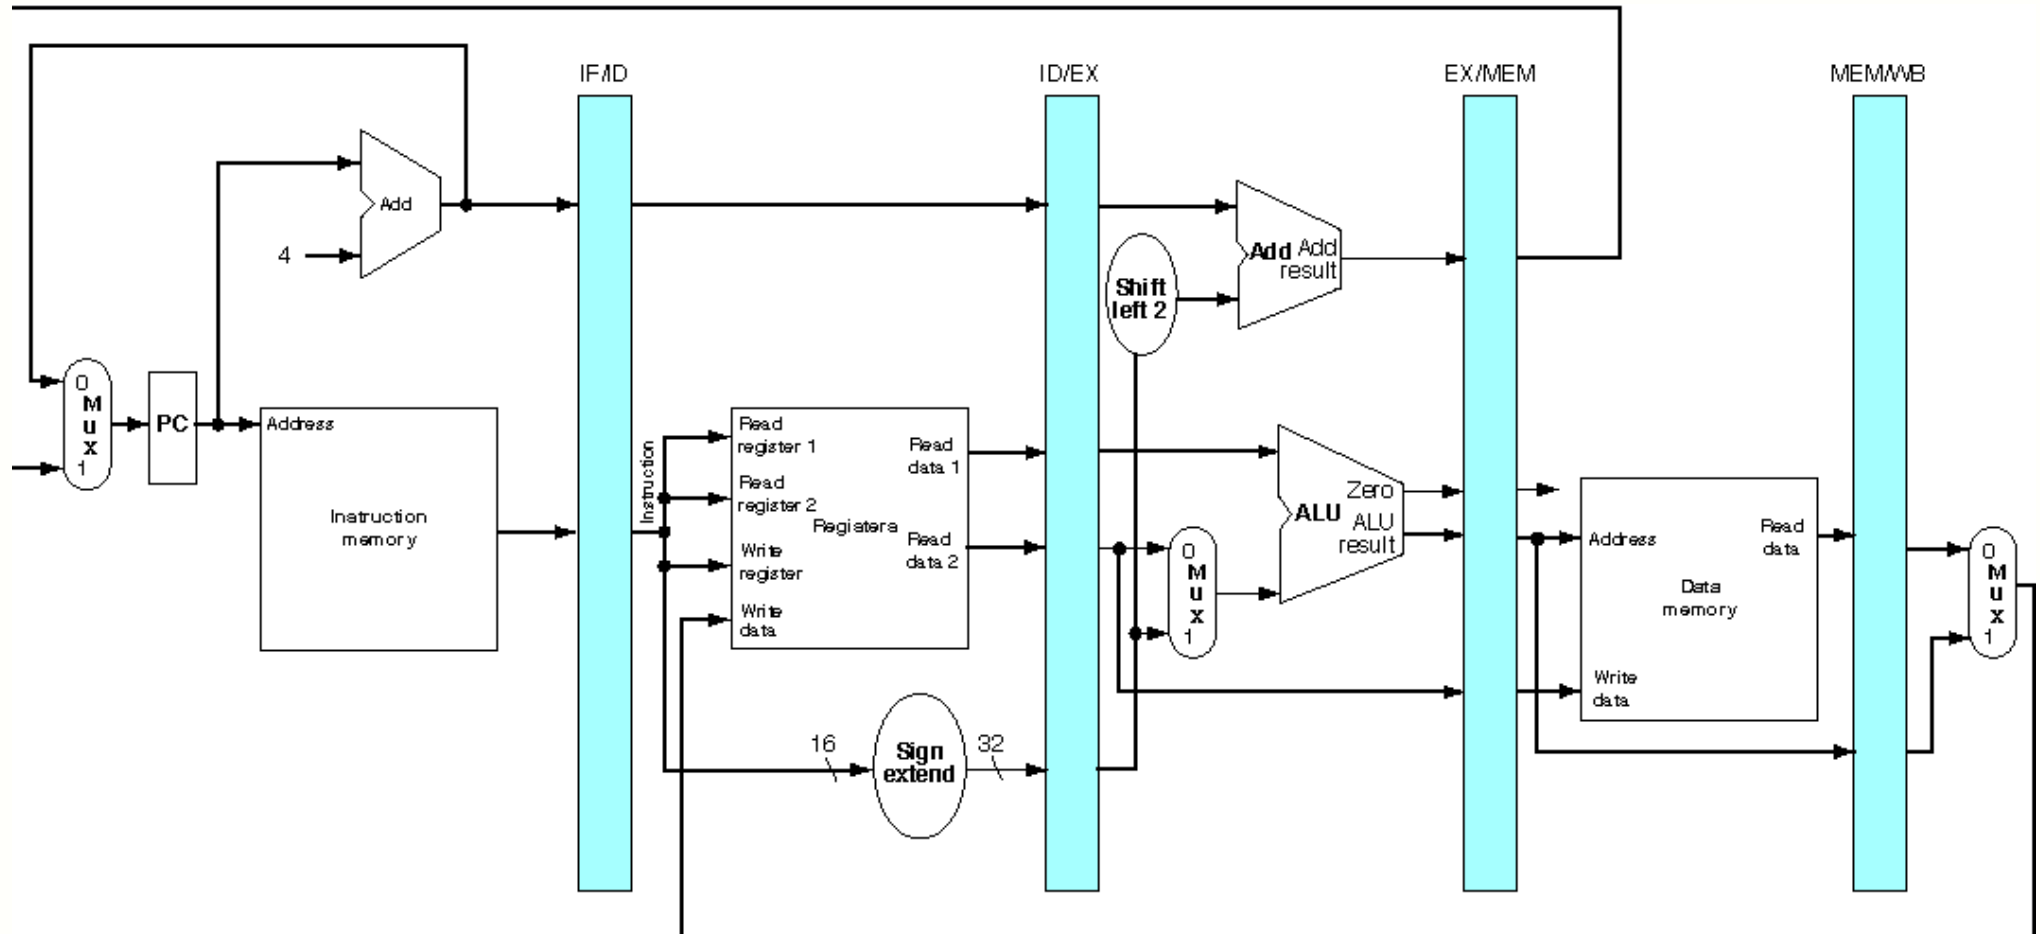 IF/ID
ID/EX
EX/MEM
MEM/WB
Add
4
Add Add
result
Shift
left 2
0
M
u
x
1
PC
Address
Instruction
memory
Instruction
Read
register 1
Read
register 2
Write
register
Write
data
Registers
Read
data 1
Read
data 2
16
Sign
extend
32
0
M
u
x
1
Zero
ALU
ALU
result
Address
Read
data
Data
memory
Write
data
0
M
u
x
1